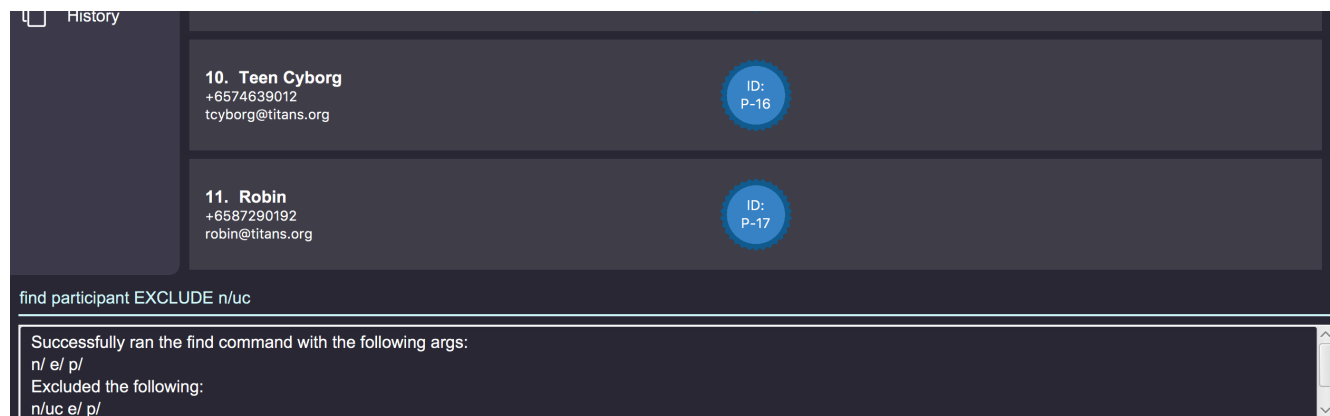 History
10. Teen Cyborg
+6574639012
tcyborg@titans.org
ID:
P-16
11. Robin
+6587290192
robin@titans.org
ID:
P-17
find participant EXCLUDE n/uc
Successfully ran the find command with the following args:
n/ e/ p/
Excluded the following:
n/uc e/ p/